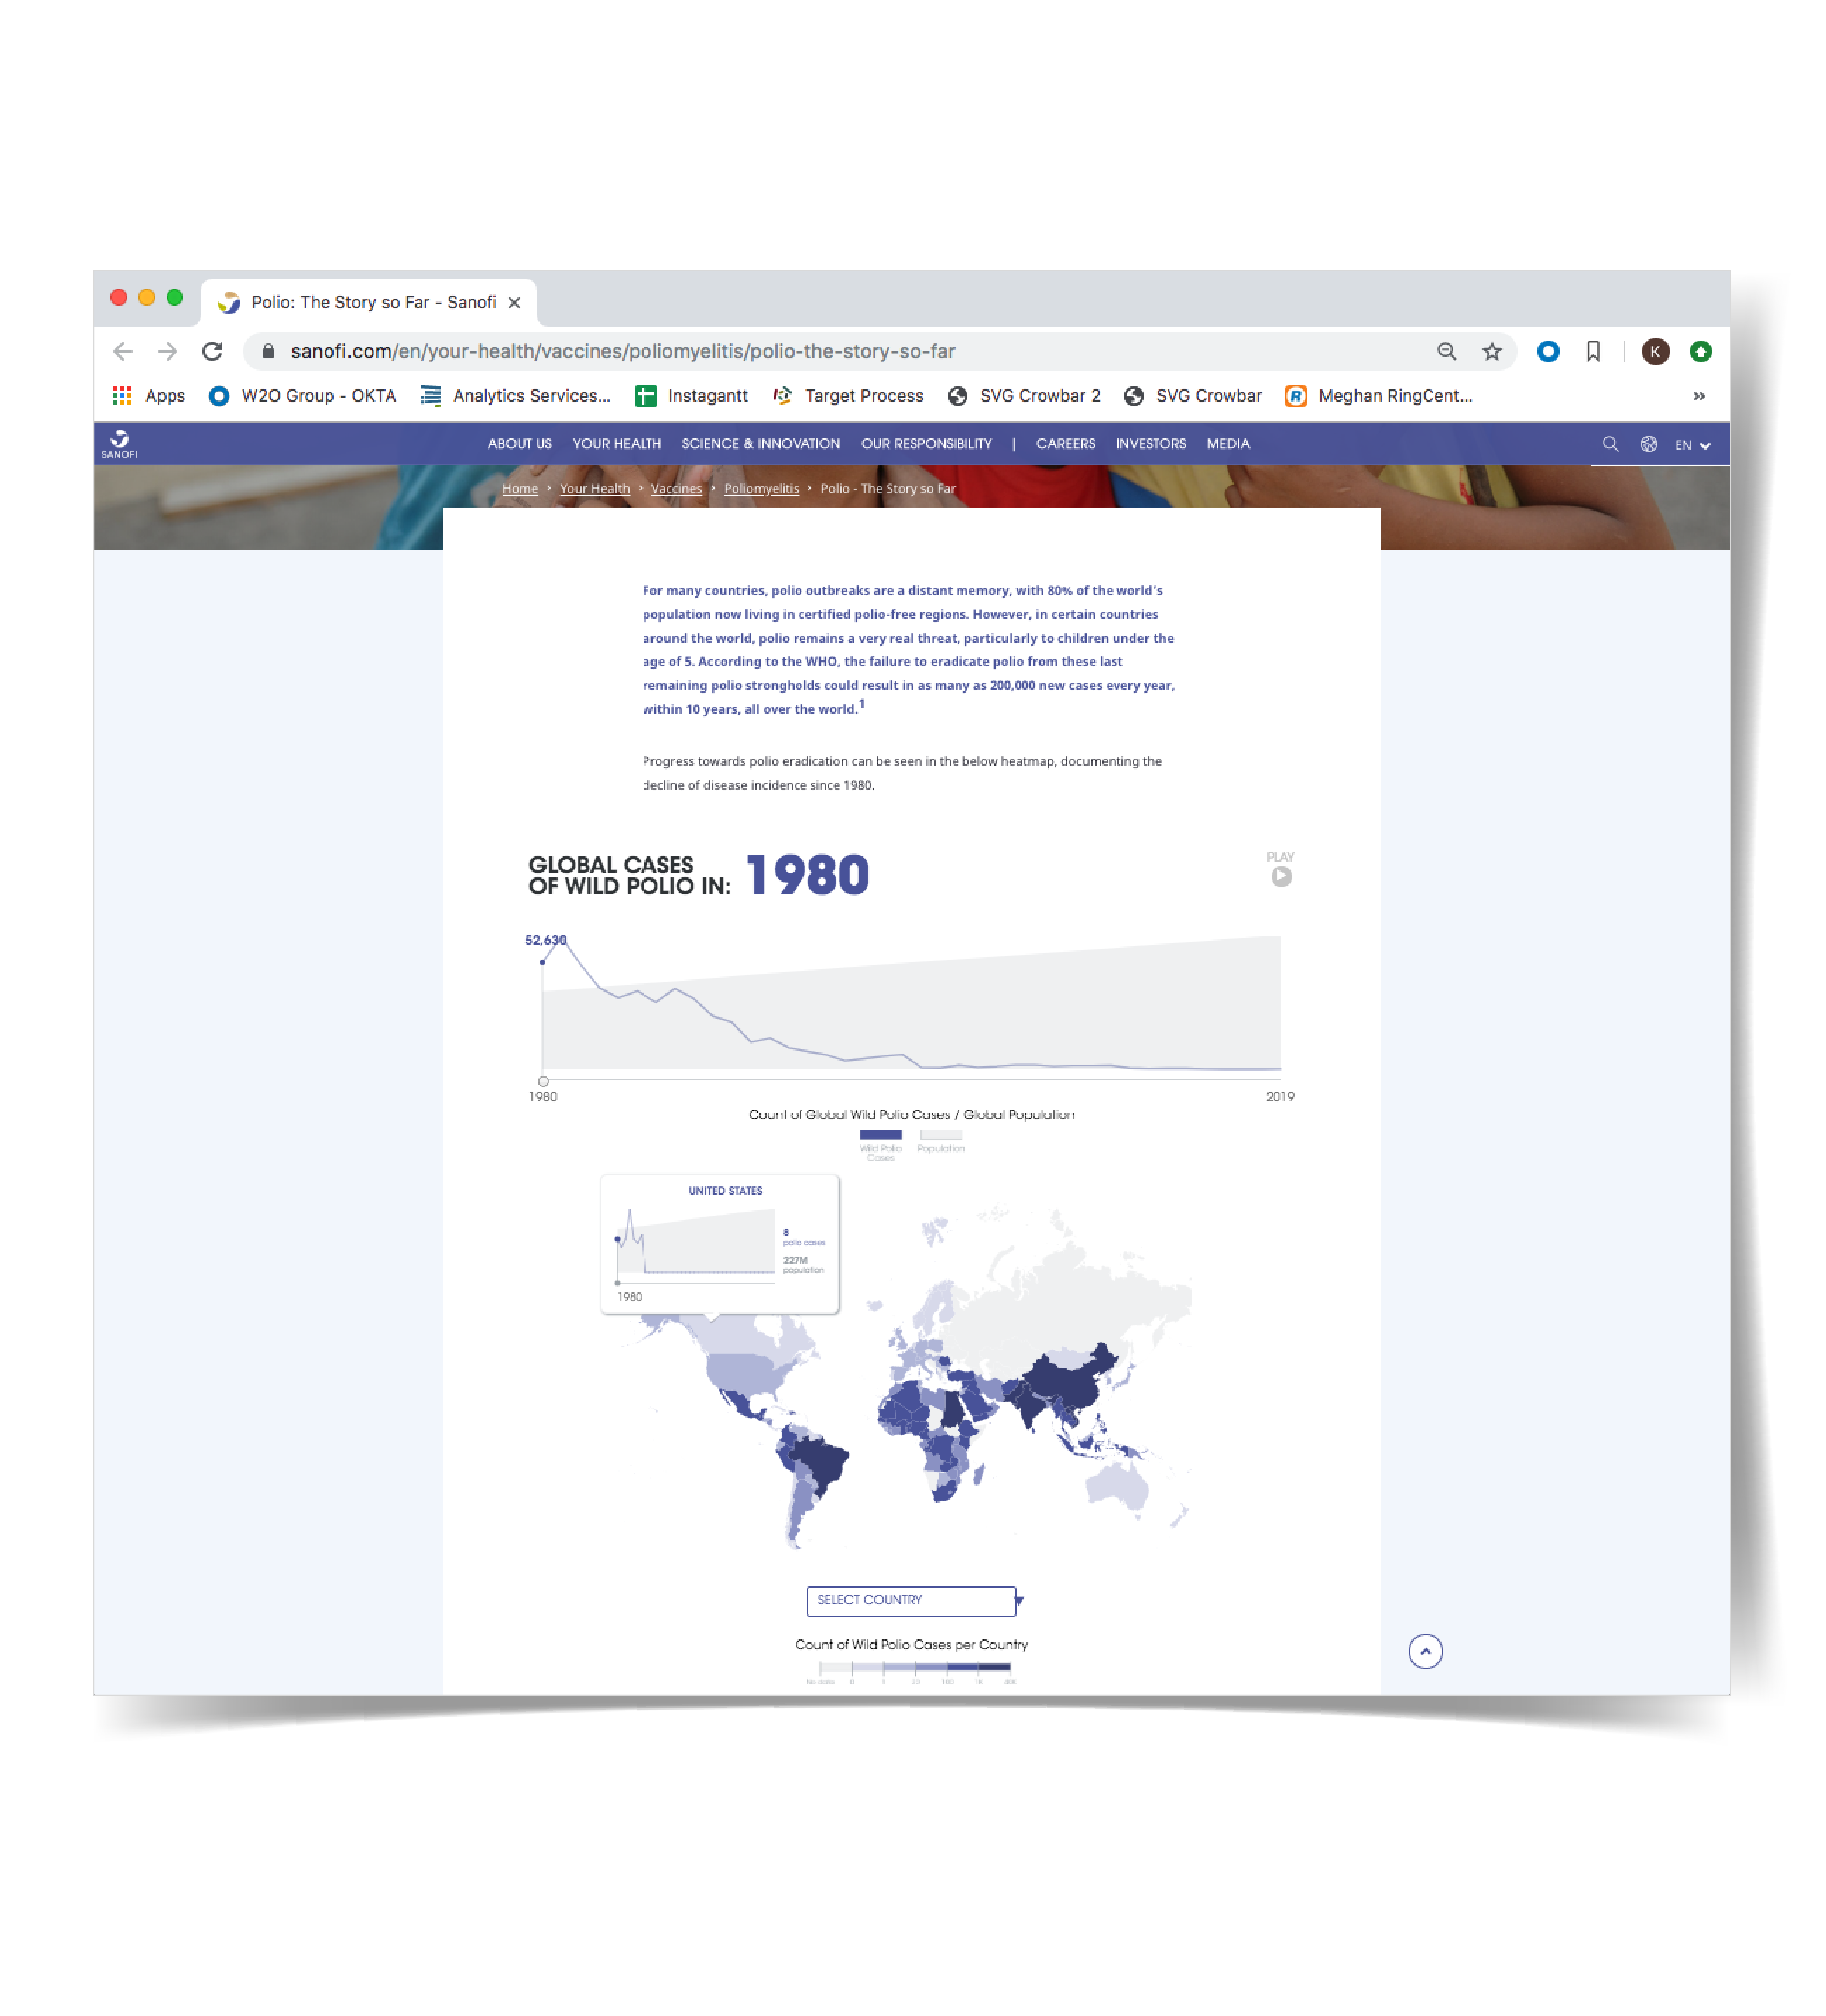 Polio: The Story so Far - Sanofi
sanofi.com/en/your-health/vaccines/poliomyelitis/polio-the-story-so-far
K
Apps W2O Group - OKTA Analytics Services... Instagantt Target Process SVG Crowbar 2 SVG Crowbar R Meghan RingCent... »
SANOFI
ABOUT US YOUR HEALTH SCIENCE & INNOVATION OUR RESPONSIBILITY | CAREERS INVESTORS MEDIA
EN
Home › Your Health › Vaccines › Poliomyelitis › Polio - The Story so Far
For many countries, polio outbreaks are a distant memory, with 80% of the world's
population now living in certified polio-free regions. However, in certain countries
around the world, polio remains a very real threat, particularly to children under the
age of 5. According to the WHO, the failure to eradicate polio from these last
remaining polio strongholds could result in as many as 200,000 new cases every year,
within 10 years, all over the world.1
Progress towards polio eradication can be seen in the below heatmap, documenting the
decline of disease incidence since 1980.
GLOBAL CASES
OF WILD POLIO IN: 1980
PLAY
52,630
1980 2019
Count of Global Wild Polio Cases / Global Population
Wild Polio
Cases
Population
UNITED STATES
8
polio cases
227M
population
1980
SELECT COUNTRY
Count of Wild Polio Cases per Country
No data 0 20 100 1K